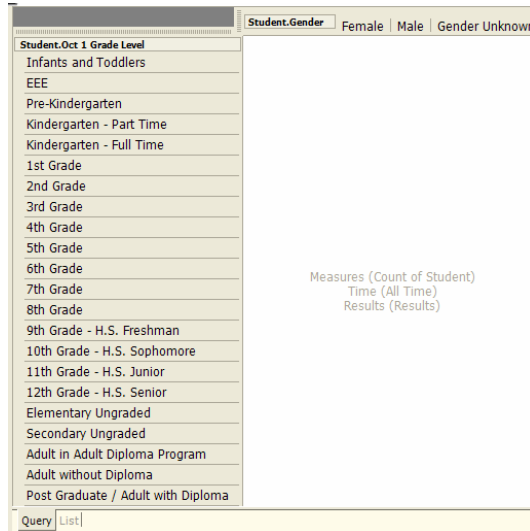 Student.Gender Female Male Gender Unknown
Student.Oct 1 Grade Level
Infants and Toddlers
EEE
Pre-Kindergarten
Kindergarten - Part Time
Kindergarten - Full Time
1st Grade
2nd Grade
3rd Grade
4th Grade
5th Grade
6th Grade
7th Grade
8th Grade
9th Grade - H.S. Freshman
10th Grade - H.S. Sophomore
11th Grade - H.S. Junior
12th Grade - H.S. Senior
Elementary Ungraded
Secondary Ungraded
Adult in Adult Diploma Program
Adult without Diploma
Post Graduate / Adult with Diploma
Measures (Count of Student)
Time (All Time)
Results (Results)
Query List